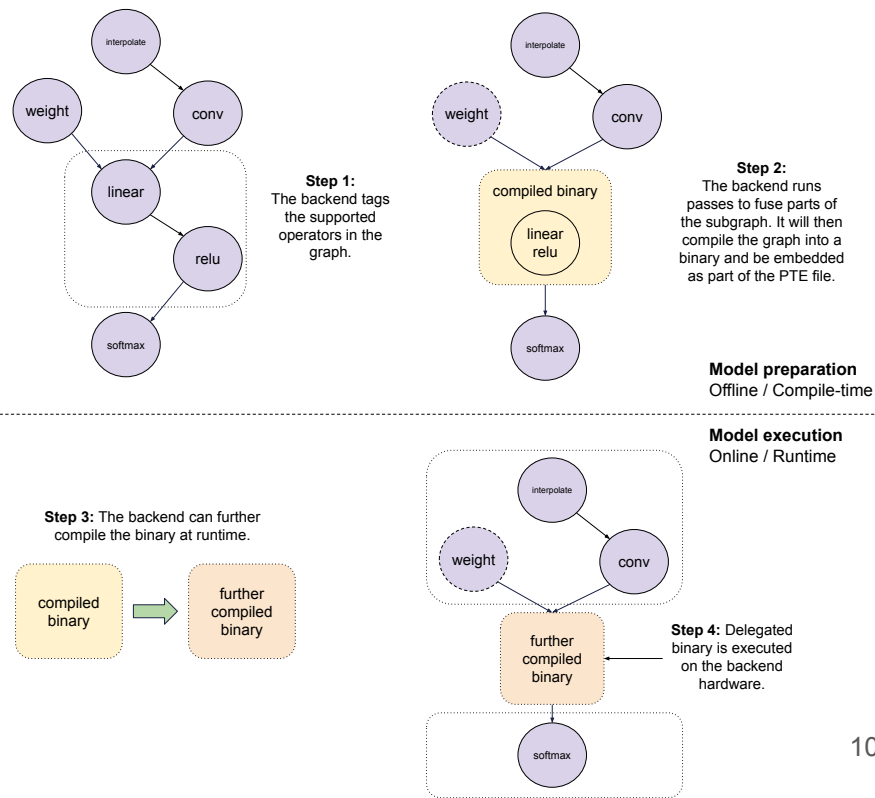 interpolate
weight
conv
linear
relu
softmax
Step 1:
The backend tags
the supported
operators in the
graph.
interpolate
weight
conv
compiled binary
linear
relu
softmax
Step 2:
The backend runs
passes to fuse parts of
the subgraph. It will then
compile the graph into a
binary and be embedded
as part of the PTE file.
Model preparation
Offline / Compile-time
Model execution
Online / Runtime
Step 3: The backend can further
compile the binary at runtime.
compiled
binary
further
compiled
binary
interpolate
weight
conv
further
compiled
binary
Step 4: Delegated
binary is executed
on the backend
hardware.
softmax
10